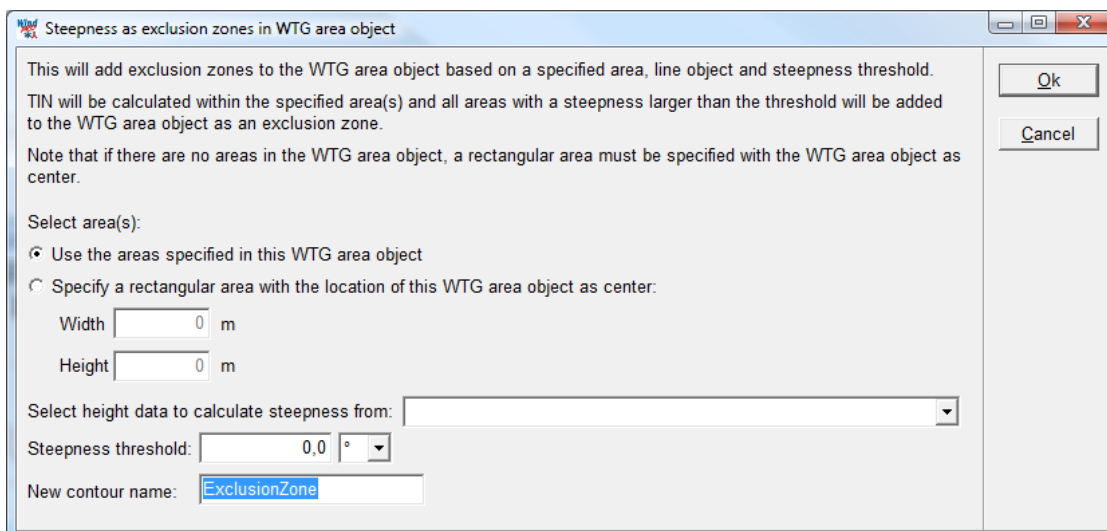 Steepness as exclusion zones in WTG area object
This will add exclusion zones to the WTG area object based on a specified area, line object and steepness threshold.
TIN will be calculated within the specified area(s) and all areas with a steepness larger than the threshold will be added
to the WTG area object as an exclusion zone.
Note that if there are no areas in the WTG area object, a rectangular area must be specified with the WTG area object as
center.
Ok
Cancel
Select area(s):
Use the areas specified in this WTG area object
Specify a rectangular area with the location of this WTG area object as center:
Width 0 m
Height 0 m
Select height data to calculate steepness from:
Steepness threshold: 0,0 °
New contour name: ExclusionZone